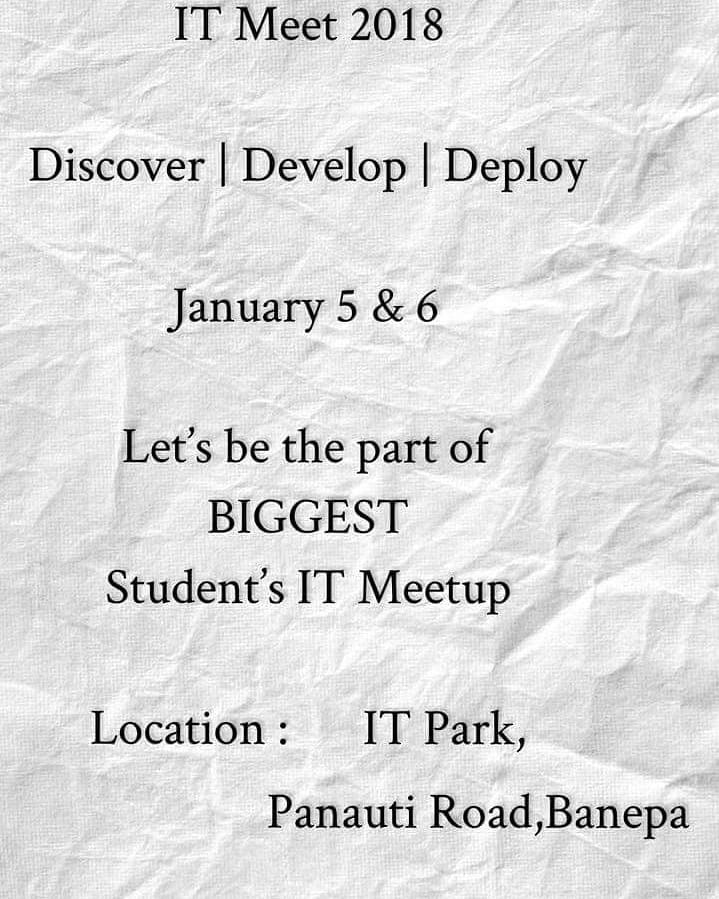 IT Meet 2018
Discover | Develop | Deploy
January 5 & 6
Let's be the part of
BIGGEST
Student's IT Meetup
Location : IT Park,
Panauti Road,Banepa